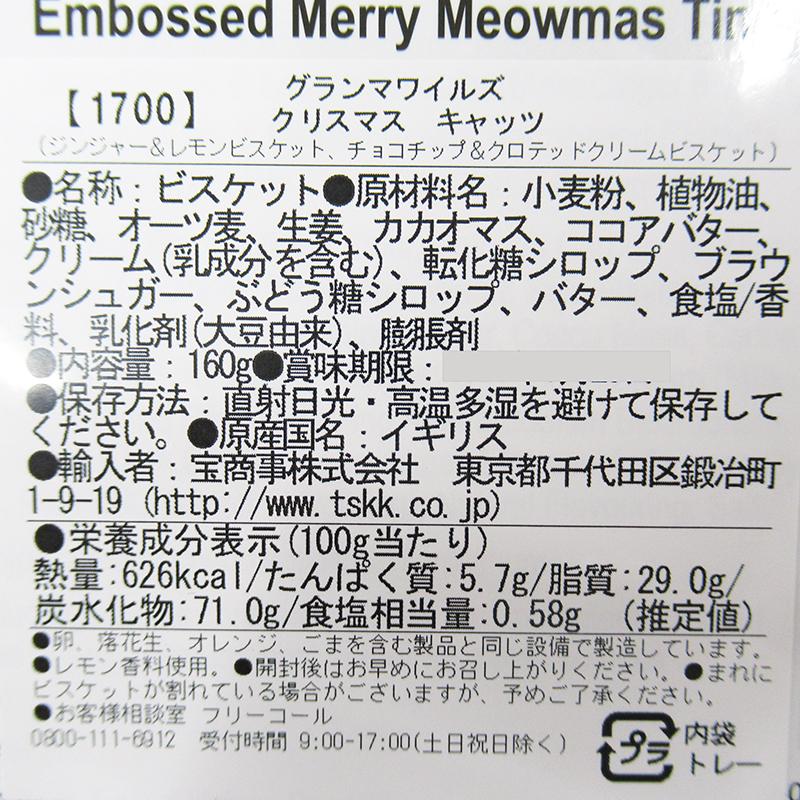 Embossed Merry Meowmas Tin
【1700】 グランマワイルズ
クリスマス キャッツ
（ジンジャー＆レモンビスケット、チョコチップ＆クロテッドクリームビスケット）
●名称：ビスケット●原材料名：小麦粉、植物油、
砂糖、オーツ麦、生姜、カカオマス、ココアバター、
クリーム(乳成分を含む)、転化糖シロップ、ブラウ
ンシュガー、ぶどう糖シロップ、バター、食塩/香
料、乳化剤(大豆由来)、膨脹剤
●内容量：160g●賞味期限：
●保存方法：直射日光・高温多湿を避けて保存して
ください。●原産国名：イギリス
●輸入者：宝商事株式会社 東京都千代田区鍛冶町
1-9-19 (http://www.tskk.co.jp)
●栄養成分表示(100g当たり)
熱量:626kcal/たんぱく質:5.7g/脂質:29.0g/
炭水化物:71.0g/食塩相当量:0.58g (推定値)
●卵、落花生、オレンジ、ごまを含む製品と同じ設備で製造しています。
●レモン香料使用。●開封後はお早めにお召し上がりください。●まれに
ビスケットが割れている場合がございますが、予めご了承ください。
●お客様相談室 フリーコール
0800-111-6912 受付時間 9:00-17:00(土日祝日除く)
プラ 内袋
トレー